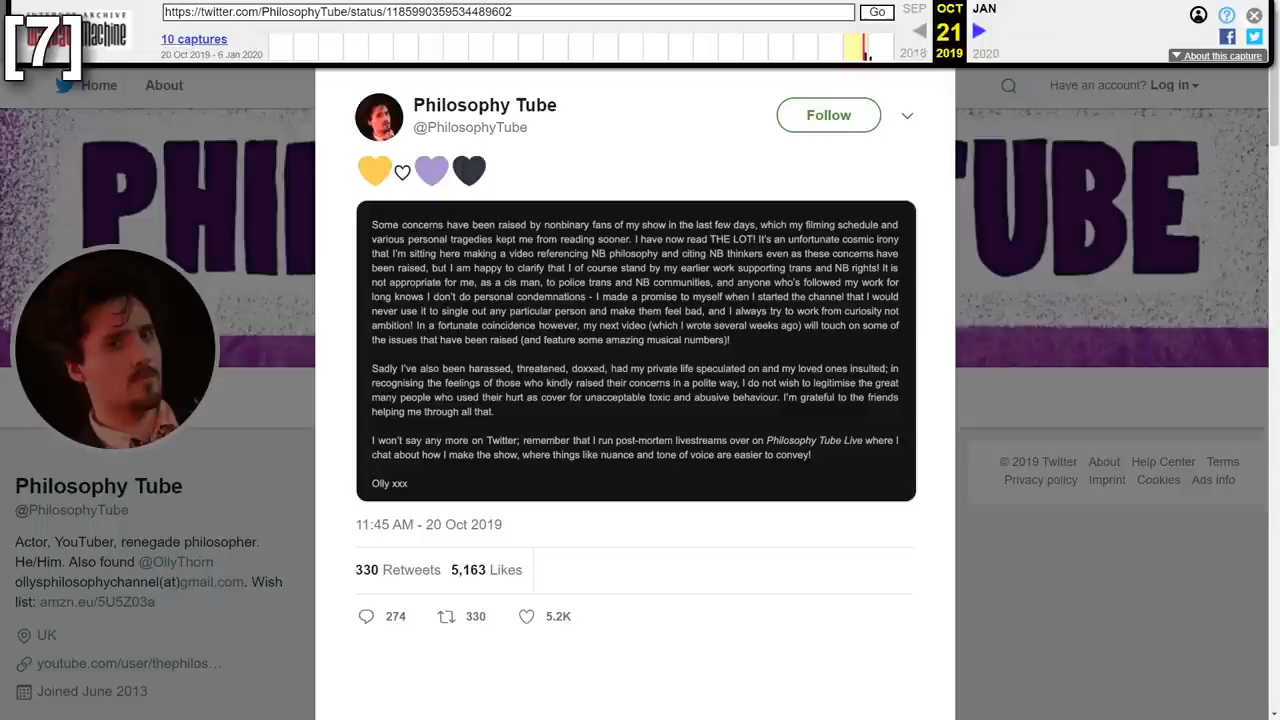 [7]
INTERNET ARCHIVE
Machine
https://twitter.com/PhilosophyTube/status/1185990359534489602
Go
SEP
OCT
JAN
10 captures
20 Oct 2019 - 6 Jan 2020
21
2018
2019
2020
About this capture
Home
About
Have an account? Log in
PHI
TUBE
Philosophy Tube
@PhilosophyTube
Follow
Some concerns have been raised by nonbinary fans of my show in the last few days, which my filming schedule and
various personal tragedies kept me from reading sooner. I have now read THE LOT! It's an unfortunate cosmic irony
that I'm sitting here making a video referencing NB philosophy and citing NB thinkers even as these concerns have
been raised, but I am happy to clarify that I of course stand by my earlier work supporting trans and NB rights! It is
not appropriate for me, as a cis man, to police trans and NB communities, and anyone who's followed my work for
long knows I don't do personal condemnations - I made a promise to myself when I started the channel that I would
never use it to single out any particular person and make them feel bad, and I always try to work from curiosity not
ambition! In a fortunate coincidence however, my next video (which I wrote several weeks ago) will touch on some of
the issues that have been raised (and feature some amazing musical numbers)!
Sadly I've also been harassed, threatened, doxxed, had my private life speculated on and my loved ones insulted; in
recognising the feelings of those who kindly raised their concerns in a polite way, I do not wish to legitimise the great
many people who used their hurt as cover for unacceptable toxic and abusive behaviour. I'm grateful to the friends
helping me through all that.
I won't say any more on Twitter; remember that I run post-mortem livestreams over on Philosophy Tube Live where I
chat about how I make the show, where things like nuance and tone of voice are easier to convey!
Olly xxx
11:45 AM - 20 Oct 2019
330 Retweets 5,163 Likes
274 330 5.2K
Philosophy Tube
@PhilosophyTube
Actor, YouTuber, renegade philosopher.
He/Him. Also found @OllyThorn
ollysphilosophychannel(at)gmail.com. Wish
list: amzn.eu/5U5Z03a
UK
youtube.com/user/thephilos…
Joined June 2013
© 2019 Twitter About Help Center Terms
Privacy policy Imprint Cookies Ads info